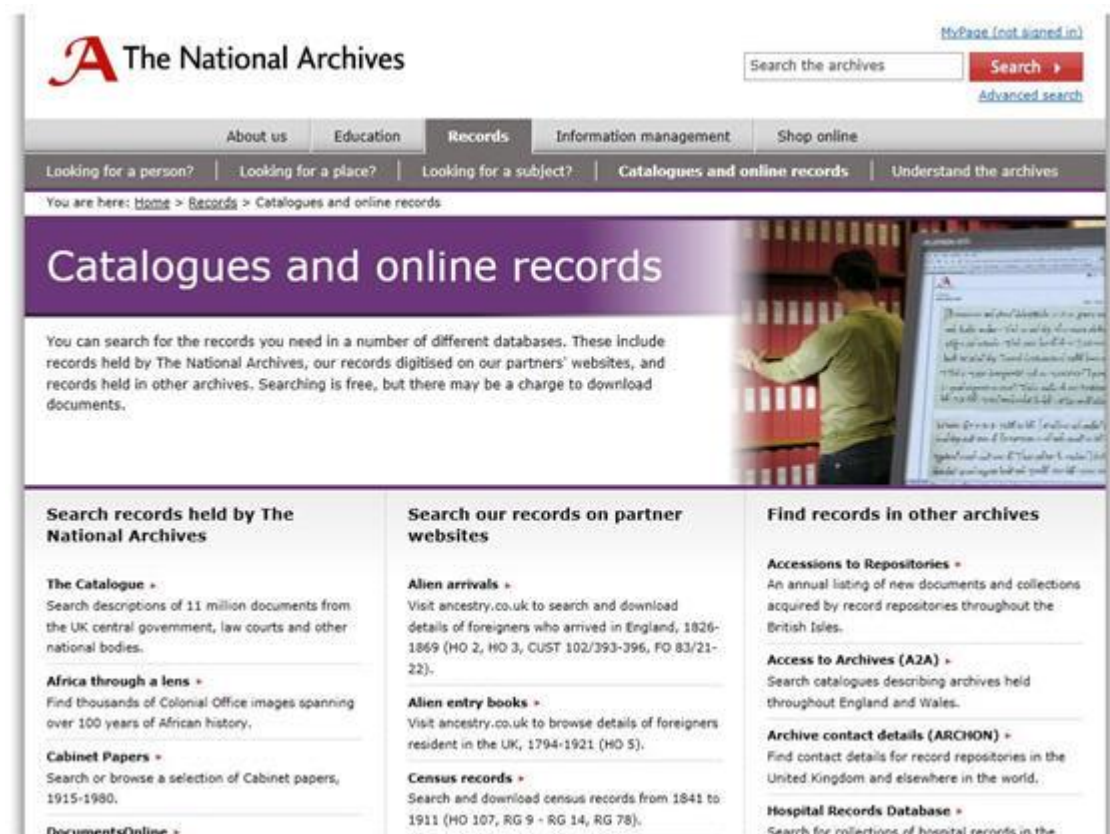 MyPage (not signed in)
The National Archives
Search the archives
Search
Advanced search
About us Education Records Information management Shop online
Looking for a person? Looking for a place? Looking for a subject? Catalogues and online records Understand the archives
You are here: Home > Records > Catalogues and online records
Catalogues and online records
You can search for the records you need in a number of different databases. These include
records held by The National Archives, our records digitised on our partners' websites, and
records held in other archives. Searching is free, but there may be a charge to download
documents.
Search records held by The
National Archives
The Catalogue
Search descriptions of 11 million documents from
the UK central government, law courts and other
national bodies.
Africa through a lens
Find thousands of Colonial Office images spanning
over 100 years of African history.
Cabinet Papers
Search or browse a selection of Cabinet papers,
1915-1980.
DocumentsOnline
Search our records on partner
websites
Alien arrivals
Visit ancestry.co.uk to search and download
details of foreigners who arrived in England, 1826-
1869 (HO 2, HO 3, CUST 102/393-396, FO 83/21-
22).
Alien entry books
Visit ancestry.co.uk to browse details of foreigners
resident in the UK, 1794-1921 (HO 5).
Census records
Search and download census records from 1841 to
1911 (HO 107, RG 9 - RG 14, RG 78).
Find records in other archives
Accessions to Repositories
An annual listing of new documents and collections
acquired by record repositories throughout the
British Isles.
Access to Archives (A2A)
Search catalogues describing archives held
throughout England and Wales.
Archive contact details (ARCHON)
Find contact details for record repositories in the
United Kingdom and elsewhere in the world.
Hospital Records Database
Search for collections of hospital records in the